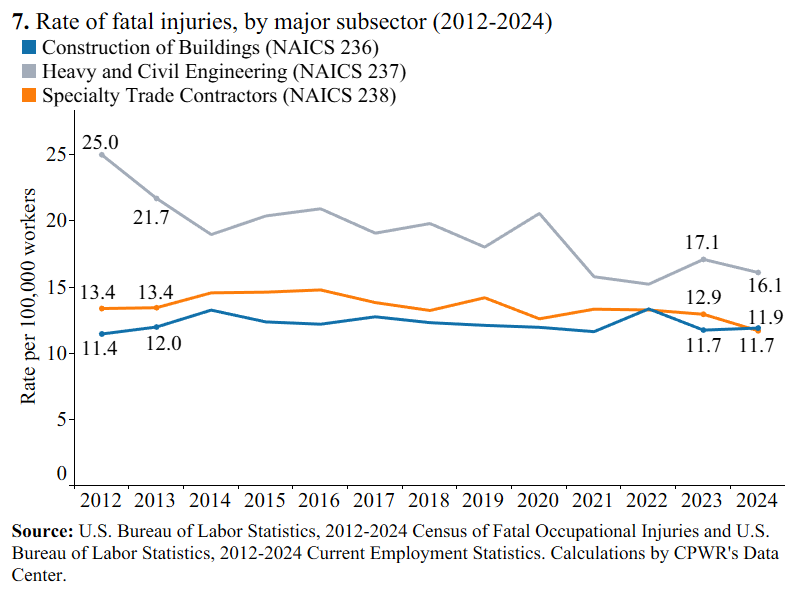 7. Rate of fatal injuries, by major subsector (2012-2024)
Construction of Buildings (NAICS 236)
Heavy and Civil Engineering (NAICS 237)
Specialty Trade Contractors (NAICS 238)
Rate per 100,000 workers
25
20
15
10
5
0
25.0
21.7
17.1
16.1
13.4
13.4
12.9
11.9
11.4
12.0
11.7
11.7
2012 2013 2014 2015 2016 2017 2018 2019 2020 2021 2022 2023 2024
Source: U.S. Bureau of Labor Statistics, 2012-2024 Census of Fatal Occupational Injuries and U.S.
Bureau of Labor Statistics, 2012-2024 Current Employment Statistics. Calculations by CPWR's Data
Center.